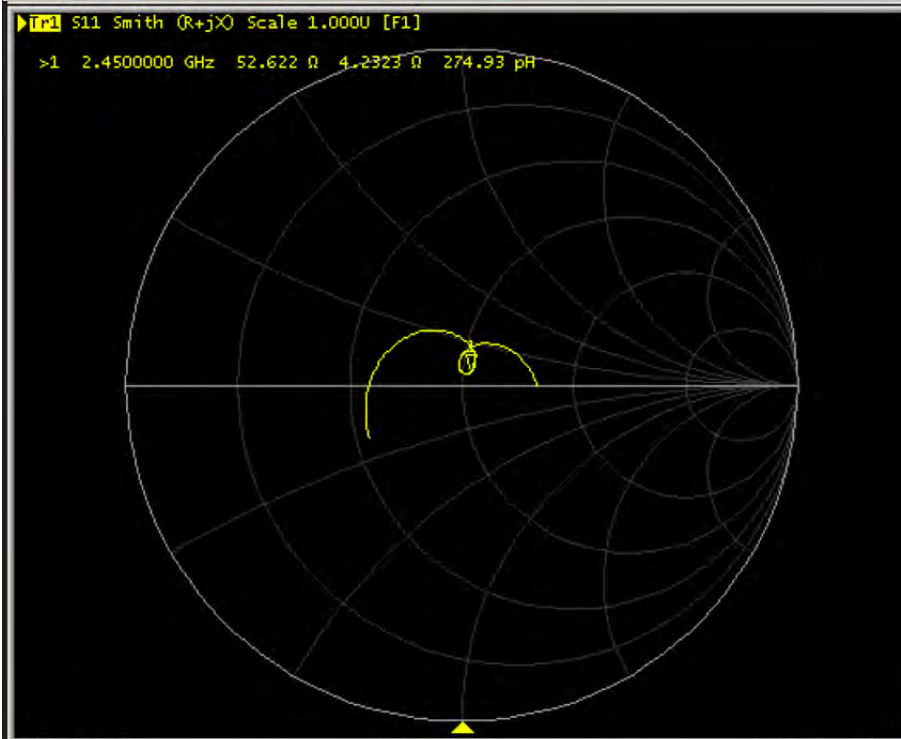 Tr1 S11 Smith (R+jX) Scale 1.000U [F1]
>1 2.4500000 GHz 52.622 Ω 4.2323 Ω 274.93 pH
1